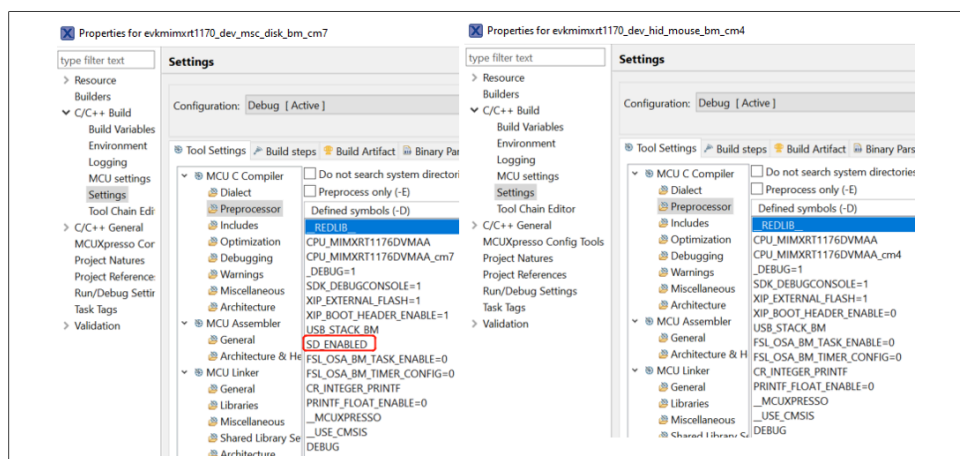 Properties for evkmimxrt1170_dev_msc_disk_bm_cm7
type filter text
Settings
Resource
Builders
C/C++ Build
Build Variables
Environment
Logging
MCU settings
Settings
Tool Chain Edi
C/C++ General
MCUXpresso Cor
Project Natures
Project Reference
Run/Debug Settir
Task Tags
Validation
Configuration: Debug [ Active ]
Tool Settings Build steps Build Artifact Binary Par
MCU C Compiler
Dialect
Preprocessor
Includes
Optimization
Debugging
Warnings
Miscellaneous
Architecture
MCU Assembler
General
Architecture & He
MCU Linker
General
Libraries
Miscellaneous
Shared Library Se
Architecture
Do not search system directori
Preprocess only (-E)
Defined symbols (-D)
__REDLIB__
CPU_MIMXRT1176DVMAA
CPU_MIMXRT1176DVMAA_cm7
_DEBUG=1
SDK_DEBUGCONSOLE=1
XIP_EXTERNAL_FLASH=1
XIP_BOOT_HEADER_ENABLE=1
USB_STACK_BM
SD_ENABLED
FSL_OSA_BM_TASK_ENABLE=0
FSL_OSA_BM_TIMER_CONFIG=0
CR_INTEGER_PRINTF
PRINTF_FLOAT_ENABLE=0
__MCUXPRESSO
__USE_CMSIS
DEBUG
Properties for evkmimxrt1170_dev_hid_mouse_bm_cm4
type filter text
Settings
Resource
Builders
C/C++ Build
Build Variables
Environment
Logging
MCU settings
Settings
Tool Chain Editor
C/C++ General
MCUXpresso Config Tools
Project Natures
Project References
Run/Debug Settings
Task Tags
Validation
Configuration: Debug [ Active ]
Tool Settings Build steps Build Artifact Binary Pars
MCU C Compiler
Dialect
Preprocessor
Includes
Optimization
Debugging
Warnings
Miscellaneous
Architecture
MCU Assembler
General
Architecture & H
MCU Linker
General
Libraries
Miscellaneous
Shared Library Se
Do not search system directories
Preprocess only (-E)
Defined symbols (-D)
__REDLIB__
CPU_MIMXRT1176DVMAA
CPU_MIMXRT1176DVMAA_cm4
_DEBUG=1
SDK_DEBUGCONSOLE=1
XIP_EXTERNAL_FLASH=1
XIP_BOOT_HEADER_ENABLE=0
USB_STACK_BM
FSL_OSA_BM_TASK_ENABLE=0
FSL_OSA_BM_TIMER_CONFIG=0
CR_INTEGER_PRINTF
PRINTF_FLOAT_ENABLE=0
__MCUXPRESSO
__USE_CMSIS
DEBUG